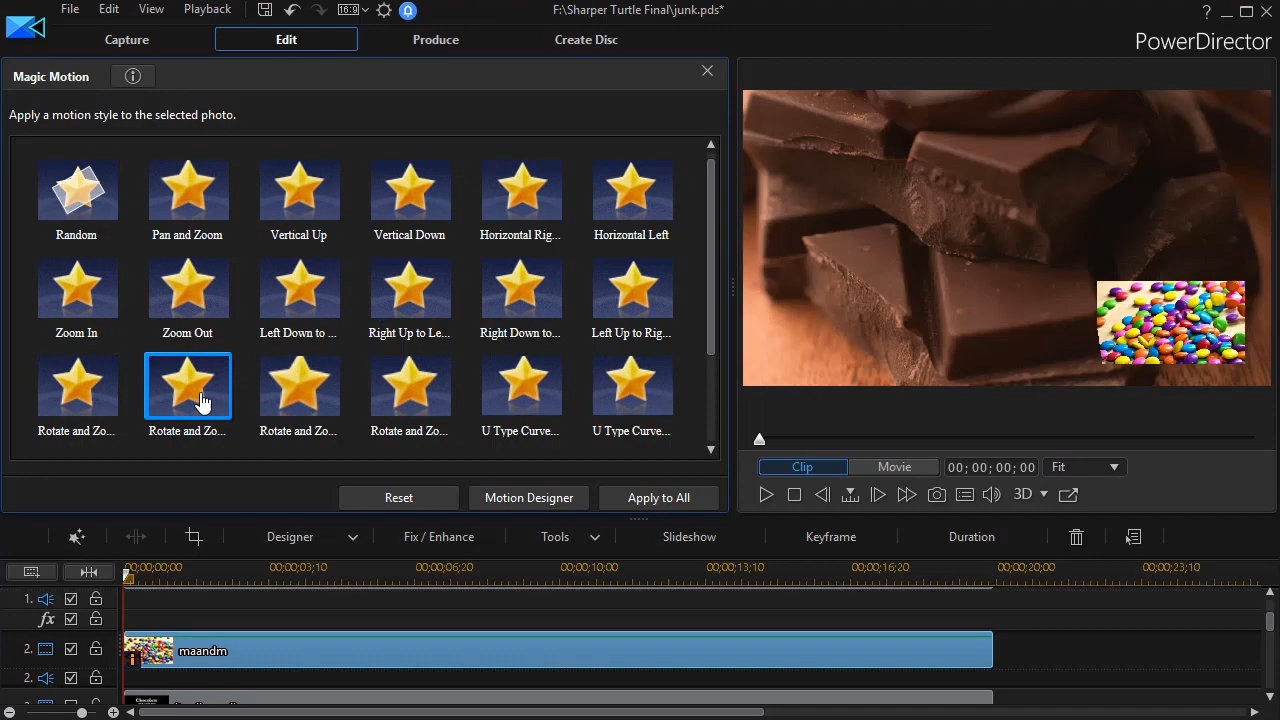 File Edit View Playback 16:9 F:\Sharper Turtle Final\junk.pds* ?
Capture Edit Produce Create Disc PowerDirector
Magic Motion
Apply a motion style to the selected photo.
Random Pan and Zoom Vertical Up Vertical Down Horizontal Rig... Horizontal Left
Zoom In Zoom Out Left Down to ... Right Up to Le... Right Down to... Left Up to Rig...
Rotate and Zo... Rotate and Zo... Rotate and Zo... Rotate and Zo... U Type Curve... U Type Curve...
Clip Movie 00; 00; 00; 00 Fit
Reset Motion Designer Apply to All 3D
Designer Fix / Enhance Tools Slideshow Keyframe Duration
00;00;00;00 00;00;03;10 00;00;06;20 00;00;10;00 00;00;13;10 00;00;16;20 00;00;20;00 00;00;23;10
1.
fx
2. maandm
2.